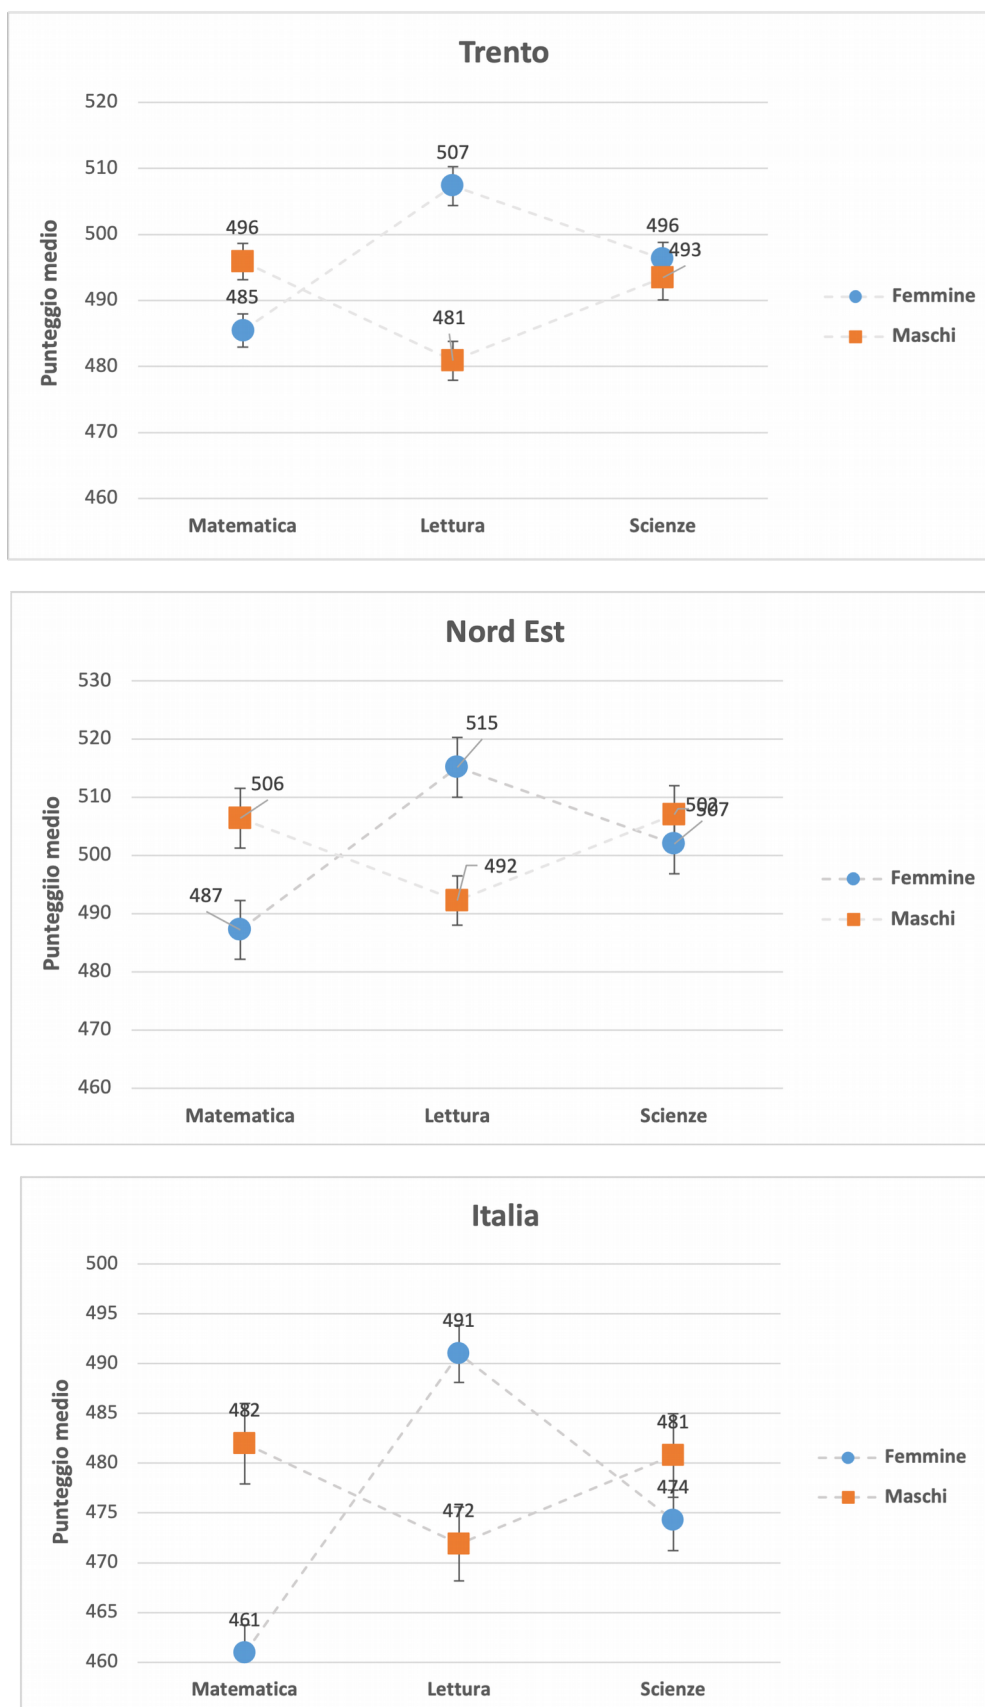 Trento
520
510
500
490
480
470
460
Punteggio medio
507
496
496
493
485
481
Femmine
Maschi
Matematica Lettura Scienze
Nord Est
530
520
510
500
490
480
470
460
Punteggiio medio
515
506
502
507
492
487
Femmine
Maschi
Matematica Lettura Scienze
Italia
500
495
490
485
480
475
470
465
460
Punteggio medio
491
482
481
474
472
461
Femmine
Maschi
Matematica Lettura Scienze